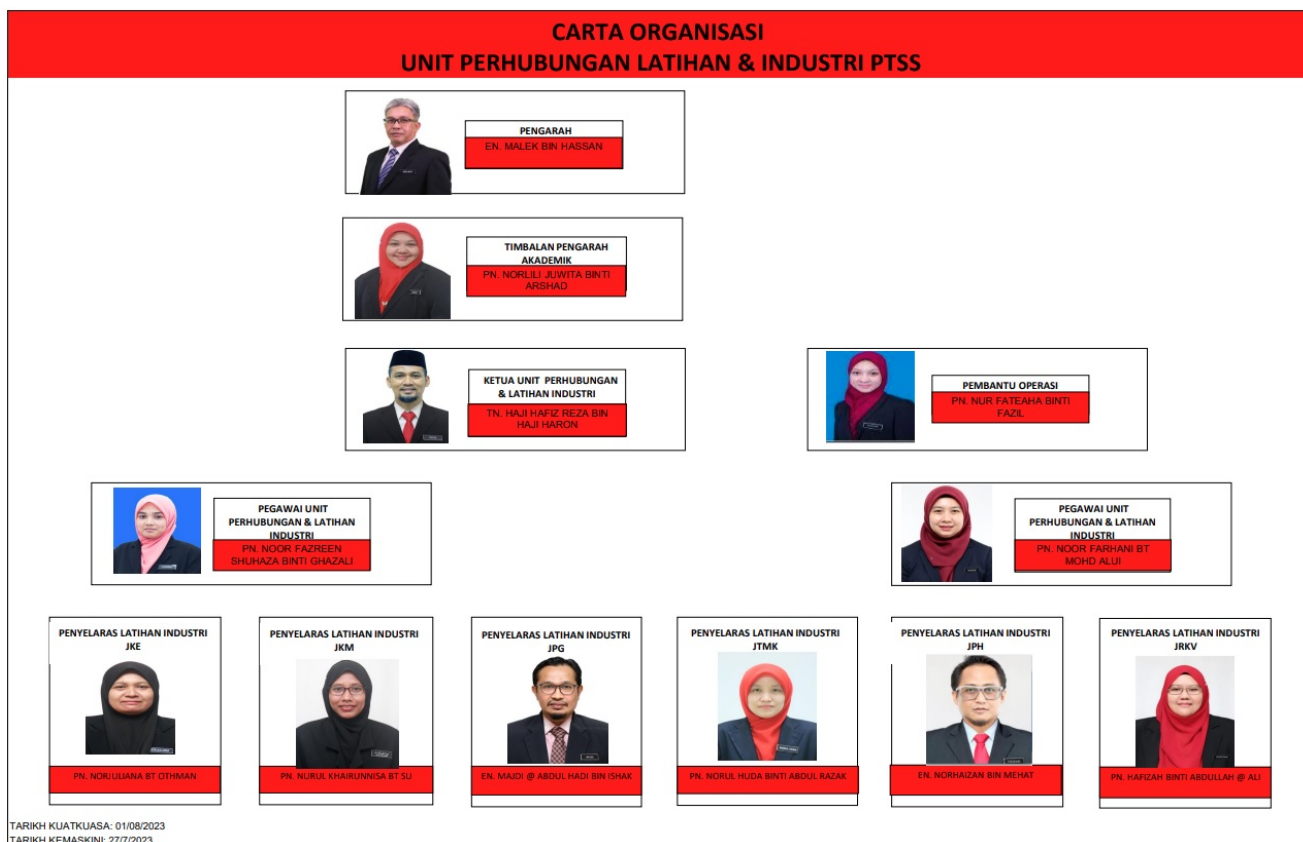 CARTA ORGANISASI
UNIT PERHUBUNGAN LATIHAN & INDUSTRI PTSS
PENGARAH
EN. MALEK BIN HASSAN
TIMBALAN PENGARAH
AKADEMIK
PN. NORLILI JUWITA BINTI
ARSHAD
KETUA UNIT PERHUBUNGAN
& LATIHAN INDUSTRI
TN. HAJI HAFIZ REZA BIN
HAJI HARON
PEMBANTU OPERASI
PN. NUR FATEAHA BINTI
FAZIL
PEGAWAI UNIT
PERHUBUNGAN & LATIHAN
INDUSTRI
PN. NOOR FAZREEN
SHUHAZA BINTI GHAZALI
PEGAWAI UNIT
PERHUBUNGAN & LATIHAN
INDUSTRI
PN. NOOR FARHANI BT
MOHD ALUI
PENYELARAS LATIHAN INDUSTRI
JKE
PN. NORJULIANA BT OTHMAN
PENYELARAS LATIHAN INDUSTRI
JKM
PN. NURUL KHAIRUNNISA BT SU
PENYELARAS LATIHAN INDUSTRI
JPG
EN. MAJDI @ ABDUL HADI BIN ISHAK
PENYELARAS LATIHAN INDUSTRI
JTMK
PN. NORUL HUDA BINTI ABDUL RAZAK
PENYELARAS LATIHAN INDUSTRI
JPH
EN. NORHAIZAN BIN MEHAT
PENYELARAS LATIHAN INDUSTRI
JRKV
PN. HAFIZAH BINTI ABDULLAH @ ALI
TARIKH KUATKUASA: 01/08/2023
TARIKH KEMASKINI: 27/7/2023